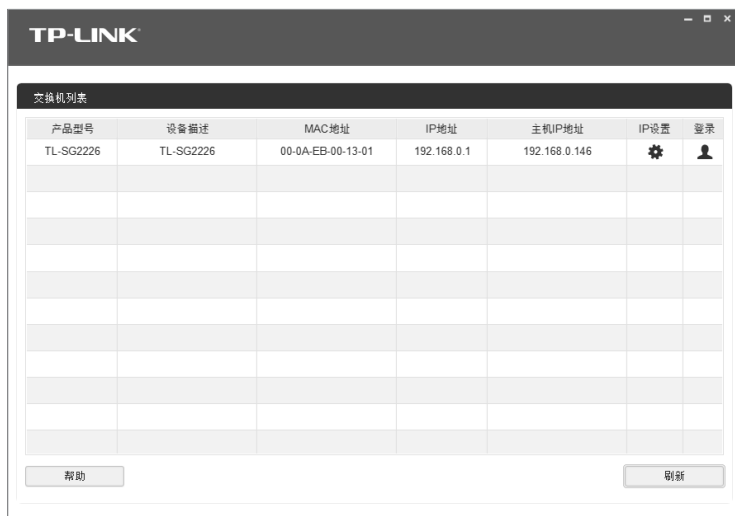 TP-LINK
交换机列表
产品型号 设备描述 MAC地址 IP地址 主机IP地址 IP设置 登录
TL-SG2226 TL-SG2226 00-0A-EB-00-13-01 192.168.0.1 192.168.0.146
帮助 刷新